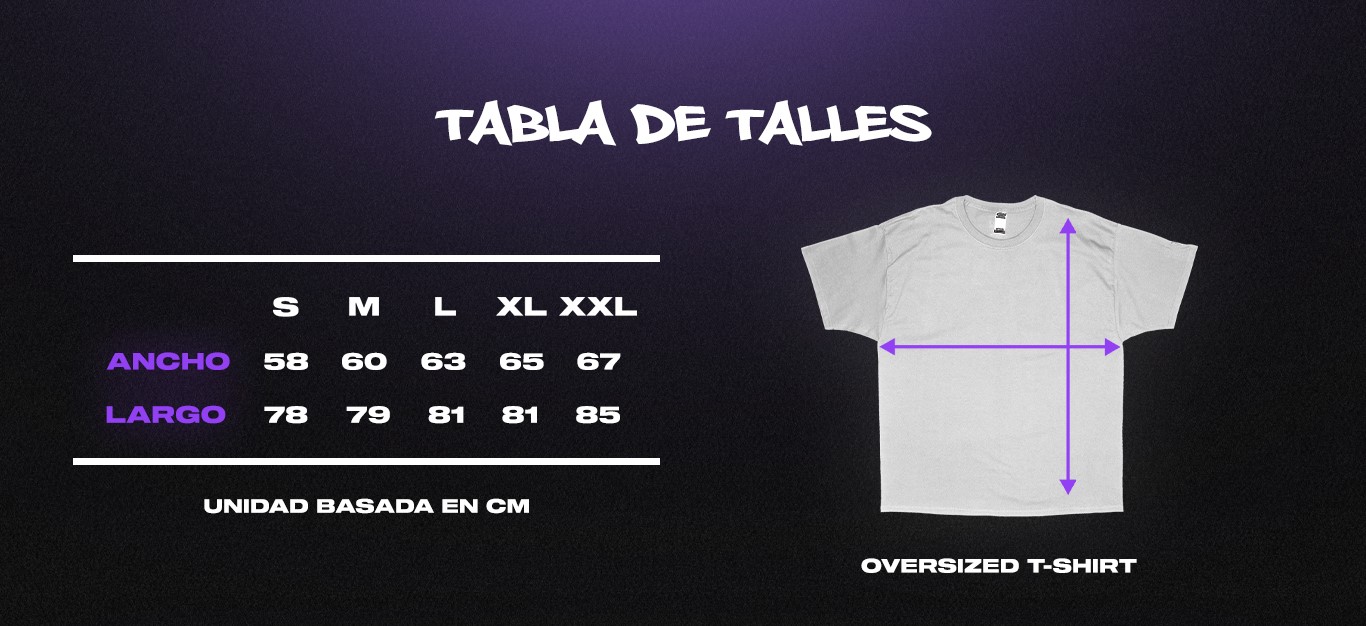 TABLA DE TALLES
S M L XL XXL
ANCHO 58 60 63 65 67
LARGO 78 79 81 81 85
UNIDAD BASADA EN CM
OVERSIZED T-SHIRT